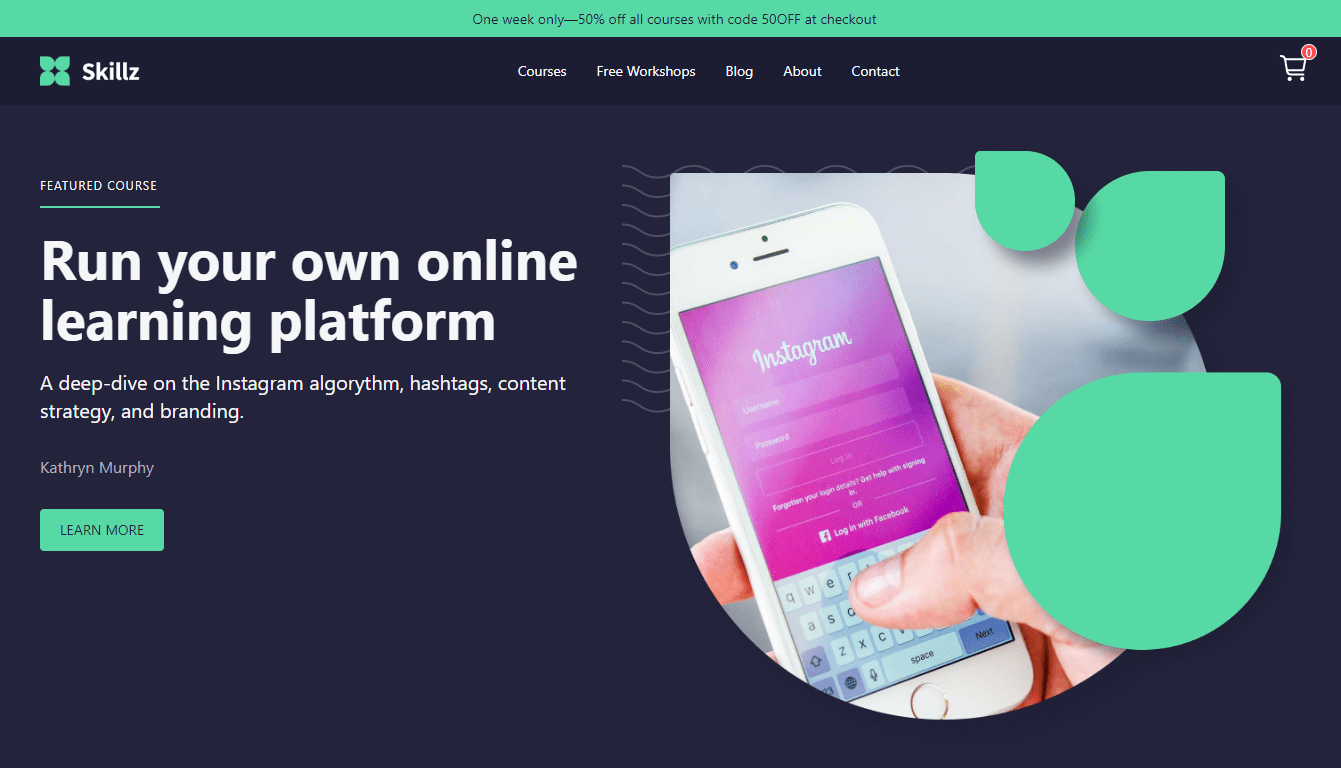 One week only—50% off all courses with code 50OFF at checkout
Skillz
Courses Free Workshops Blog About Contact
0
FEATURED COURSE
Run your own online
learning platform
A deep-dive on the Instagram algorythm, hashtags, content
strategy, and branding.
Kathryn Murphy
LEARN MORE
Instagram
Username
Password
Log In
Forgotten your login details? Get help with signing
in.
OR
Log in with Facebook
q w e r
a s
z x c v
space Next